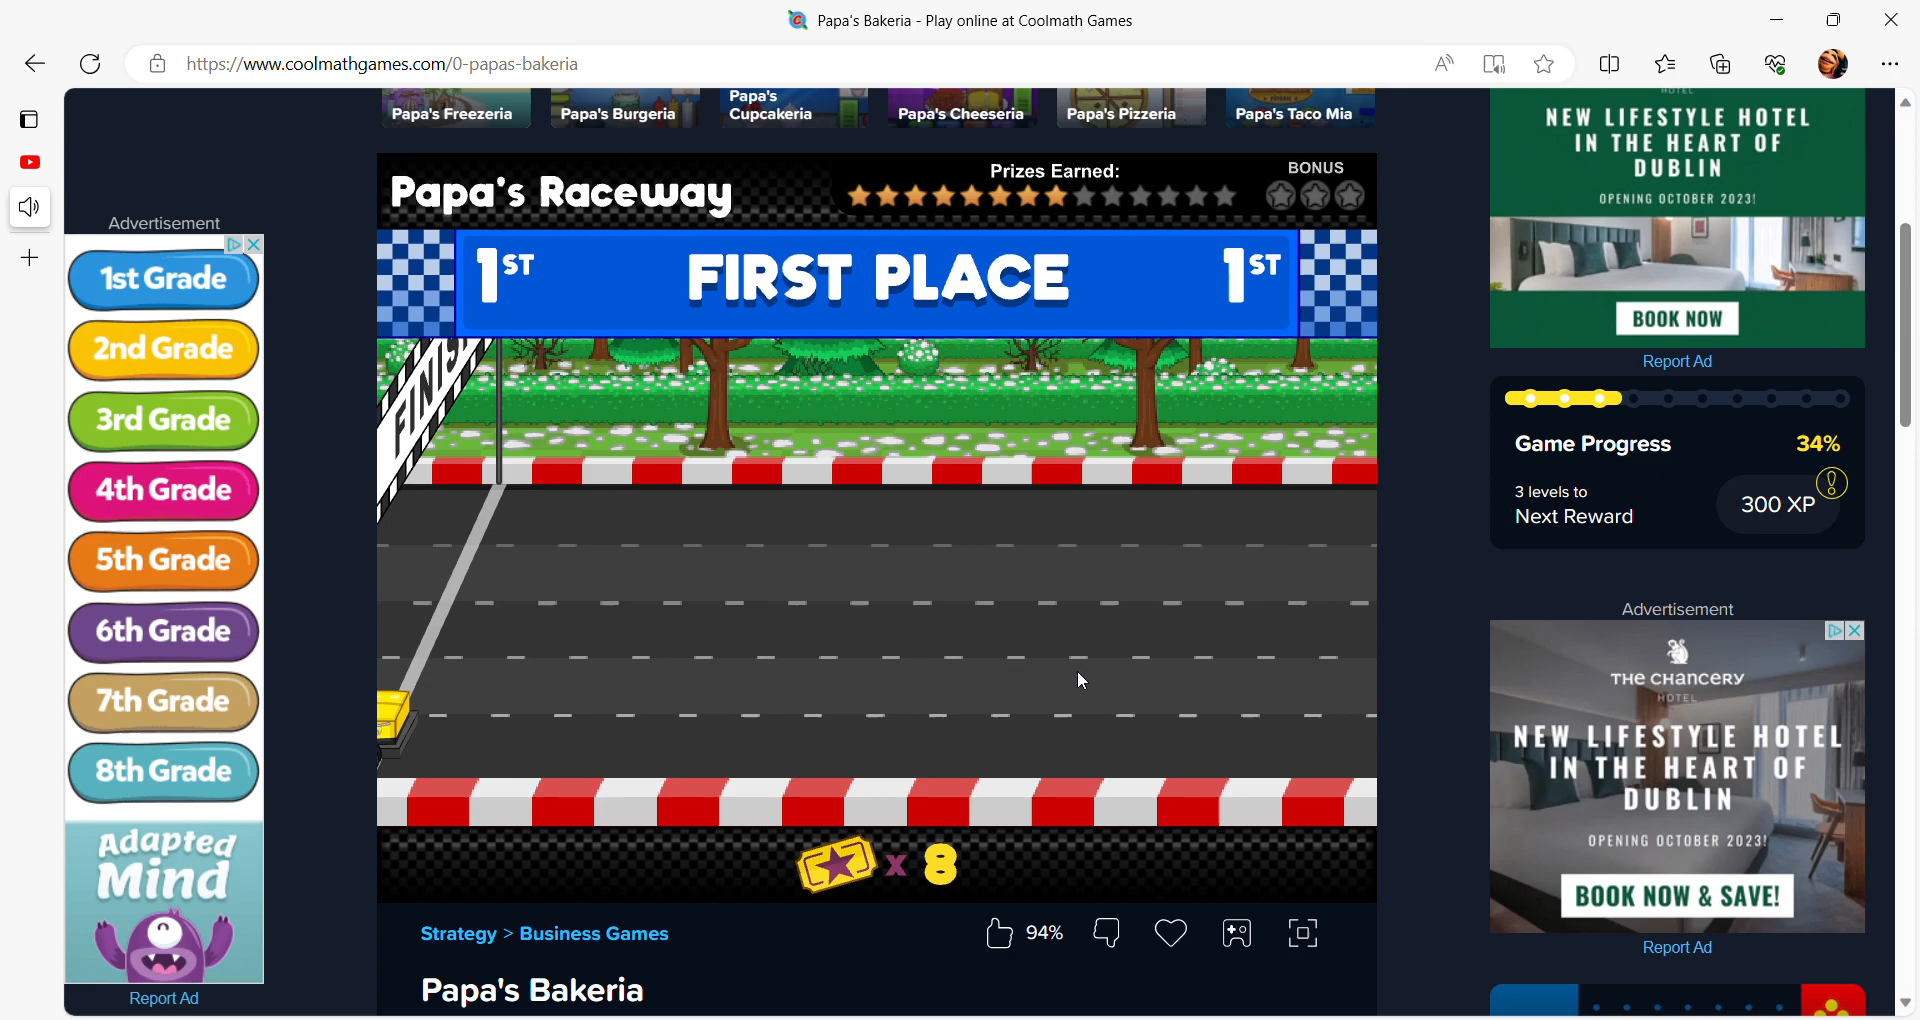 Papa's Bakeria - Play online at Coolmath Games
https://www.coolmathgames.com/0-papas-bakeria
Papa's Freezeria
Papa's Burgeria
Papa's
Cupcakeria
Papa's Cheeseria
Papa's Pizzeria
Papa's Taco Mia
Papa's Raceway
Prizes Earned:
BONUS
1ST
FIRST PLACE
1ST
FINIS
x 8
Strategy > Business Games
94%
Papa's Bakeria
Advertisement
1st Grade
2nd Grade
3rd Grade
4th Grade
5th Grade
6th Grade
7th Grade
8th Grade
Adapted
Mind
Report Ad
HOTEL
NEW LIFESTYLE HOTEL
IN THE HEART OF
DUBLIN
OPENING OCTOBER 2023!
BOOK NOW
Report Ad
Game Progress
34%
3 levels to
Next Reward
300 XP
Advertisement
THE CHANCERY
HOTEL
NEW LIFESTYLE HOTEL
IN THE HEART OF
DUBLIN
OPENING OCTOBER 2023!
BOOK NOW & SAVE!
Report Ad